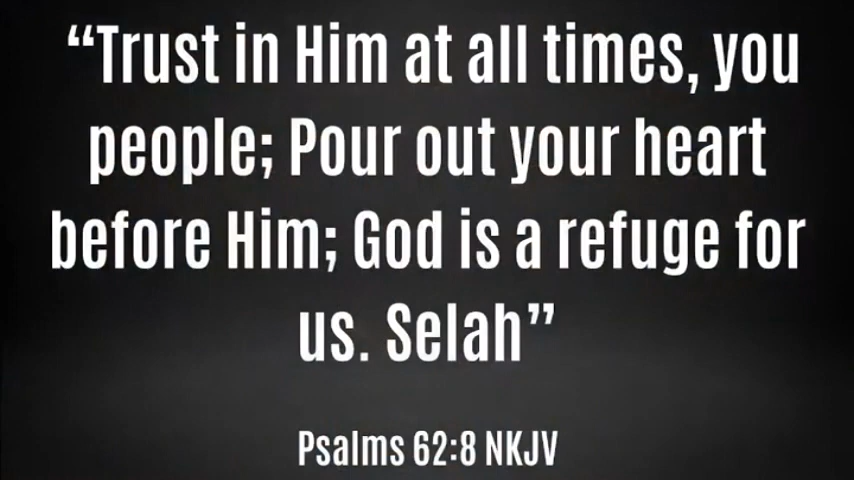 “Trust in Him at all times, you
people; Pour out your heart
before Him; God is a refuge for
us. Selah”
Psalms 62:8 NKJV